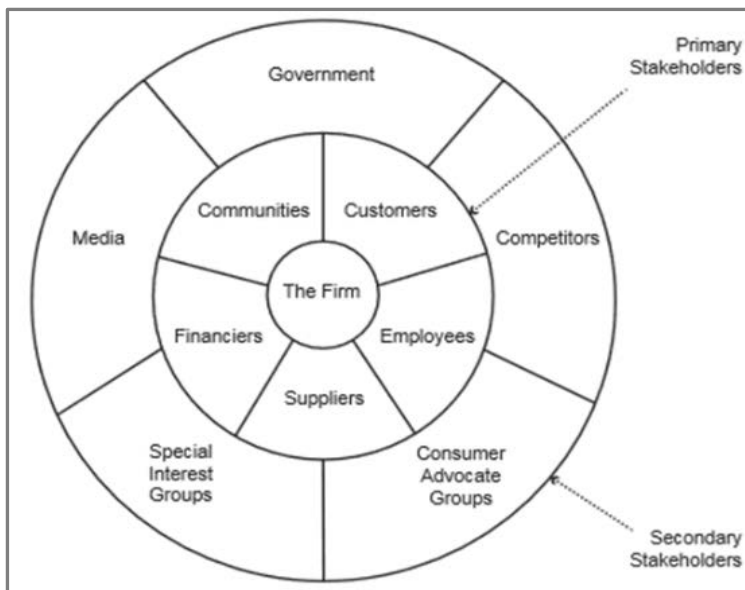 Primary
Stakeholders
Government
Communities
Customers
Media
Competitors
The Firm
Financiers
Employees
Suppliers
Special
Interest
Groups
Consumer
Advocate
Groups
Secondary
Stakeholders